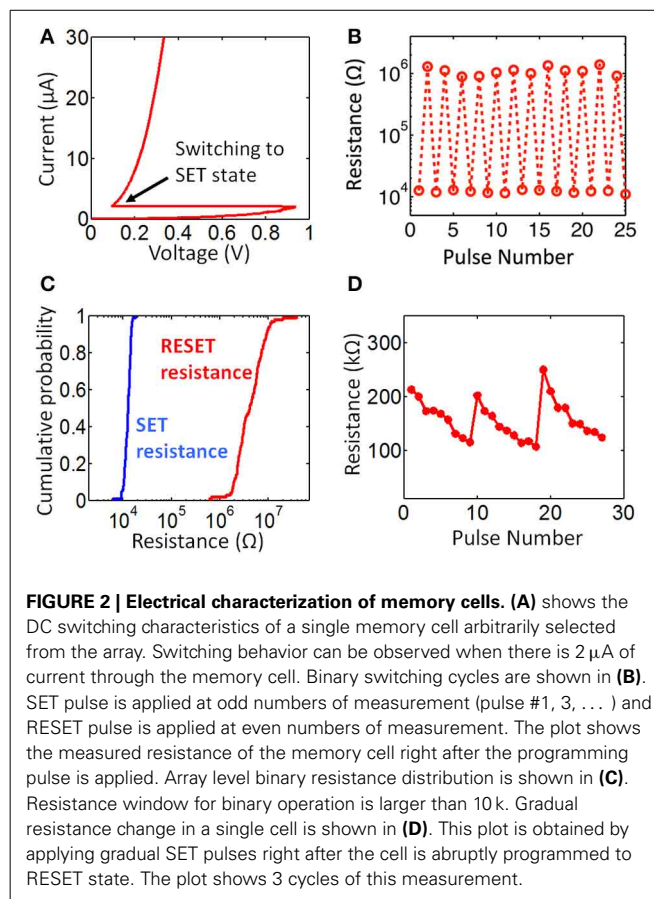 A
30
20
10
0
Current (μA)
Switching to
SET state
0 0.2 0.4 0.6 0.8 1
Voltage (V)
B
10⁶
10⁵
10⁴
Resistance (Ω)
0 5 10 15 20 25
Pulse Number
C
1
0.8
0.6
0.4
0.2
0
Cumulative probability
RESET
resistance
SET
resistance
10⁴ 10⁵ 10⁶ 10⁷
Resistance (Ω)
D
300
200
100
Resistance (kΩ)
0 10 20 30
Pulse Number
FIGURE 2 | Electrical characterization of memory cells. (A) shows the
DC switching characteristics of a single memory cell arbitrarily selected
from the array. Switching behavior can be observed when there is 2 μA of
current through the memory cell. Binary switching cycles are shown in (B).
SET pulse is applied at odd numbers of measurement (pulse #1, 3, . . . ) and
RESET pulse is applied at even numbers of measurement. The plot shows
the measured resistance of the memory cell right after the programming
pulse is applied. Array level binary resistance distribution is shown in (C).
Resistance window for binary operation is larger than 10 k. Gradual
resistance change in a single cell is shown in (D). This plot is obtained by
applying gradual SET pulses right after the cell is abruptly programmed to
RESET state. The plot shows 3 cycles of this measurement.